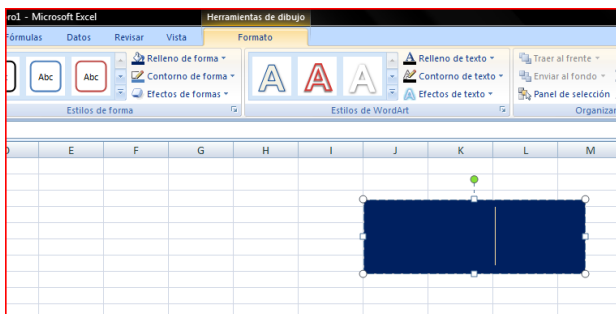 ro1 - Microsoft Excel Herramientas de dibujo
Fórmulas Datos Revisar Vista Formato
Abc Abc Relleno de forma A Relleno de texto Traer al frente
Contorno de forma A A A Contorno de texto Enviar al fondo
Efectos de formas A Efectos de texto Panel de selección
Estilos de forma Estilos de WordArt Organizar
E F G H I J K L M